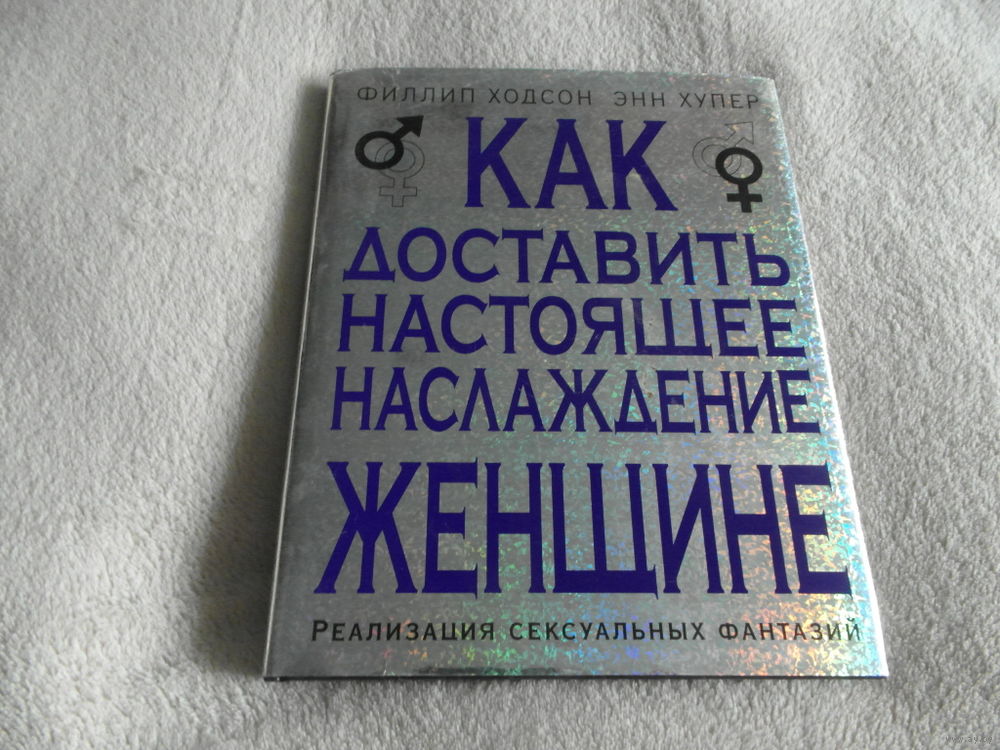 ФИЛЛИП ХОДСОН ЭНН ХУПЕР
КАК
ДОСТАВИТЬ
НАСТОЯЩЕЕ
НАСЛАЖДЕНИЕ
ЖЕНЩИНЕ
РЕАЛИЗАЦИЯ СЕКСУАЛЬНЫХ ФАНТАЗИЙ